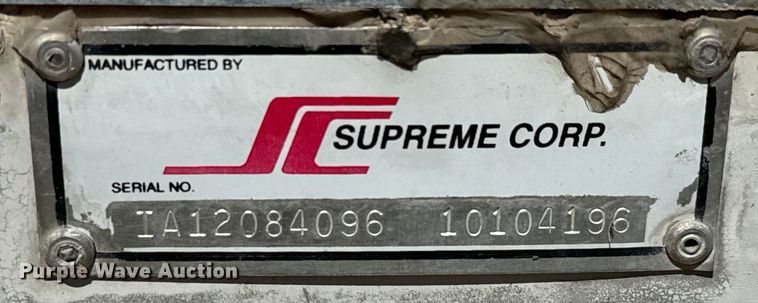 MANUFACTURED BY
SUPREME CORP.
SERIAL NO.
IA12084096 10104196
Purple Wave Auction